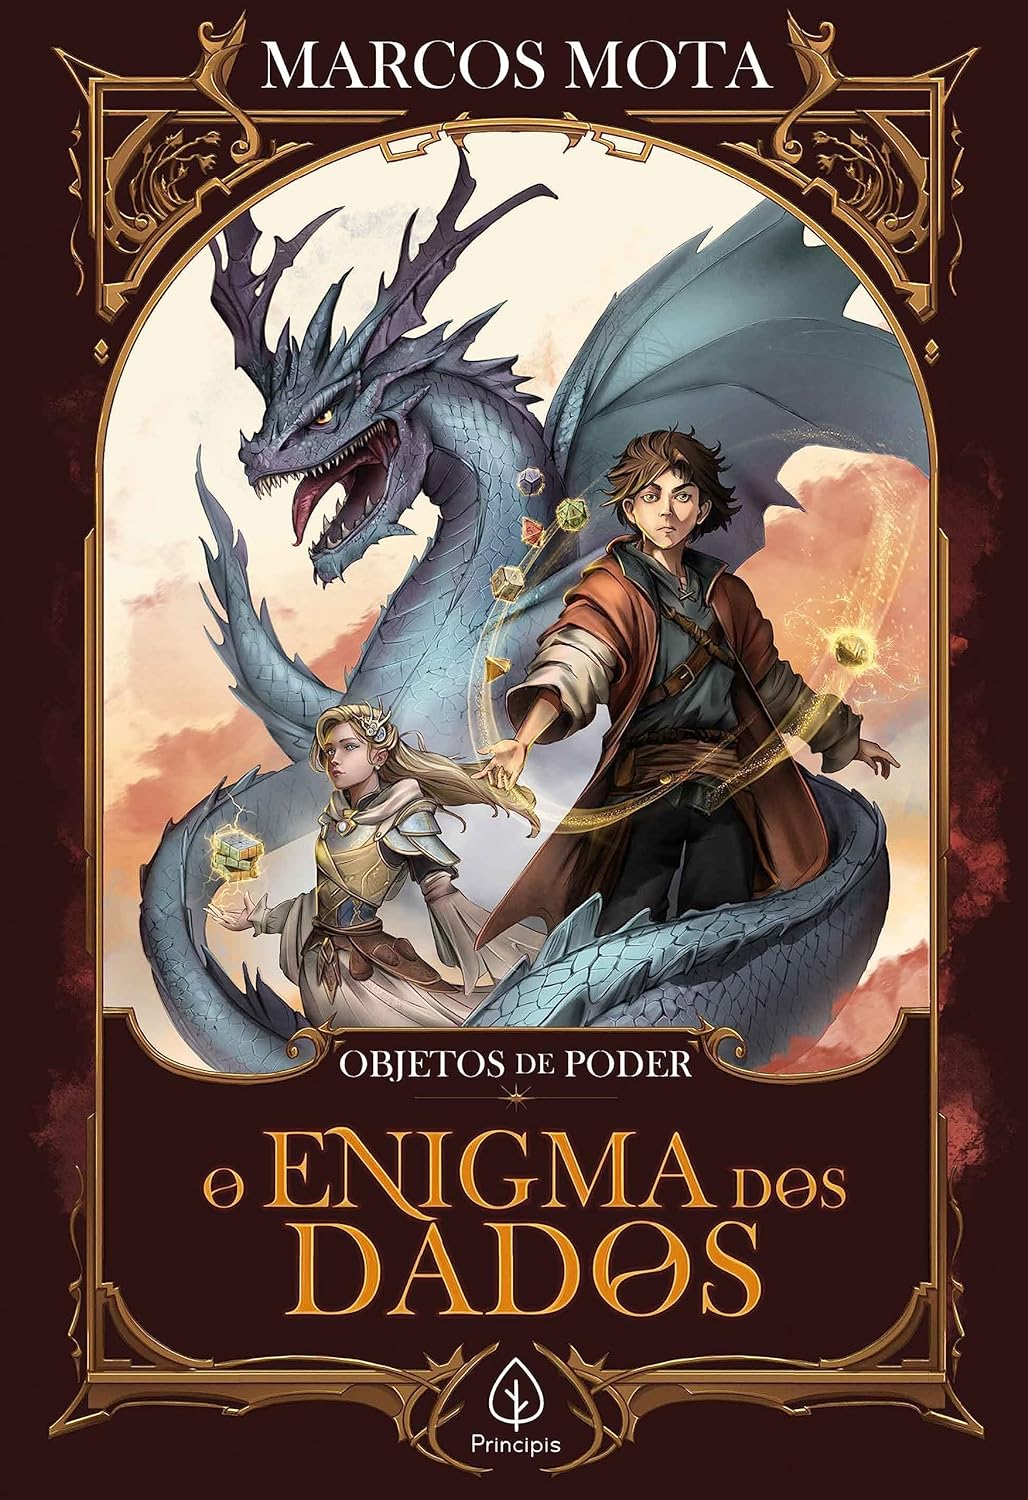 MARCOS MOTA
OBJETOS DE PODER
O ENIGMA DOS
DADOS
Principis